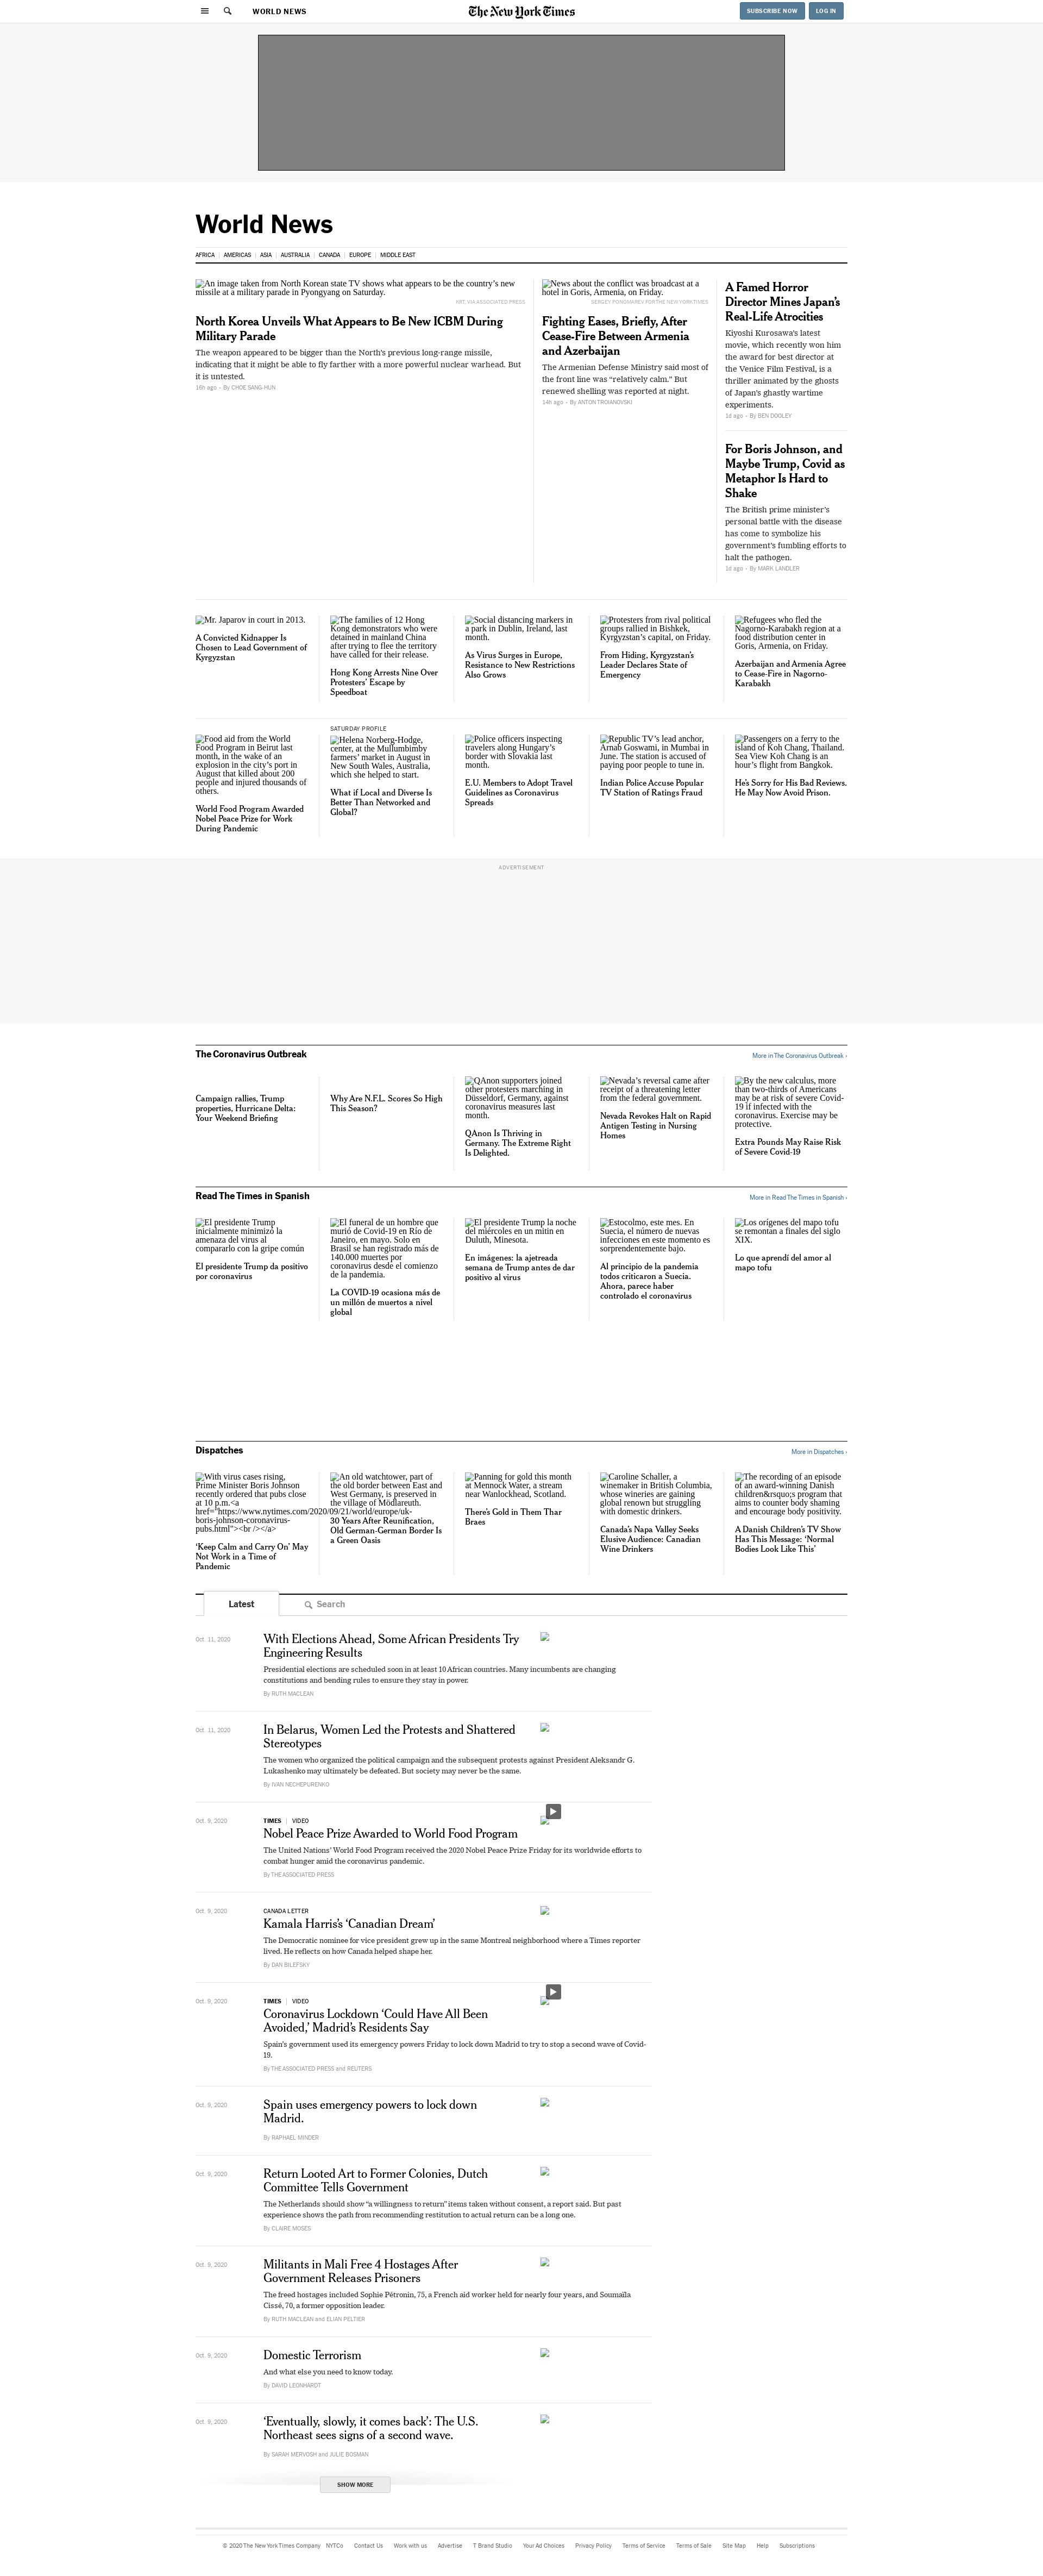 WORLD NEWS
The New York Times
SUBSCRIBE NOW
LOG IN
World News
AFRICA
AMERICAS
ASIA
AUSTRALIA
CANADA
EUROPE
MIDDLE EAST
An image taken from North Korean state TV shows what appears to be the country’s new
missile at a military parade in Pyongyang on Saturday.
KRT, VIA ASSOCIATED PRESS
North Korea Unveils What Appears to Be New ICBM During
Military Parade
The weapon appeared to be bigger than the North’s previous long-range missile,
indicating that it might be able to fly farther with a more powerful nuclear warhead. But
it is untested.
16h ago
By CHOE SANG-HUN
News about the conflict was broadcast at a
hotel in Goris, Armenia, on Friday.
SERGEY PONOMAREV FOR THE NEW YORK TIMES
Fighting Eases, Briefly, After
Cease-Fire Between Armenia
and Azerbaijan
The Armenian Defense Ministry said most of
the front line was “relatively calm.” But
renewed shelling was reported at night.
14h ago
By ANTON TROIANOVSKI
A Famed Horror
Director Mines Japan’s
Real-Life Atrocities
Kiyoshi Kurosawa’s latest
movie, which recently won him
the award for best director at
the Venice Film Festival, is a
thriller animated by the ghosts
of Japan’s ghastly wartime
experiments.
1d ago
By BEN DOOLEY
For Boris Johnson, and
Maybe Trump, Covid as
Metaphor Is Hard to
Shake
The British prime minister’s
personal battle with the disease
has come to symbolize his
government’s fumbling efforts to
halt the pathogen.
1d ago
By MARK LANDLER
Mr. Japarov in court in 2013.
A Convicted Kidnapper Is
Chosen to Lead Government of
Kyrgyzstan
The families of 12 Hong
Kong demonstrators who were
detained in mainland China
after trying to flee the territory
have called for their release.
Hong Kong Arrests Nine Over
Protesters’ Escape by
Speedboat
Social distancing markers in
a park in Dublin, Ireland, last
month.
As Virus Surges in Europe,
Resistance to New Restrictions
Also Grows
Protesters from rival political
groups rallied in Bishkek,
Kyrgyzstan’s capital, on Friday.
From Hiding, Kyrgyzstan’s
Leader Declares State of
Emergency
Refugees who fled the
Nagorno-Karabakh region at a
food distribution center in
Goris, Armenia, on Friday.
Azerbaijan and Armenia Agree
to Cease-Fire in Nagorno-
Karabakh
Food aid from the World
Food Program in Beirut last
month, in the wake of an
explosion in the city’s port in
August that killed about 200
people and injured thousands of
others.
World Food Program Awarded
Nobel Peace Prize for Work
During Pandemic
SATURDAY PROFILE
Helena Norberg-Hodge,
center, at the Mullumbimby
farmers’ market in August in
New South Wales, Australia,
which she helped to start.
What if Local and Diverse Is
Better Than Networked and
Global?
Police officers inspecting
travelers along Hungary’s
border with Slovakia last
month.
E.U. Members to Adopt Travel
Guidelines as Coronavirus
Spreads
Republic TV’s lead anchor,
Arnab Goswami, in Mumbai in
June. The station is accused of
paying poor people to tune in.
Indian Police Accuse Popular
TV Station of Ratings Fraud
Passengers on a ferry to the
island of Koh Chang, Thailand.
Sea View Koh Chang is an
hour’s flight from Bangkok.
He’s Sorry for His Bad Reviews.
He May Now Avoid Prison.
ADVERTISEMENT
The Coronavirus Outbreak
More in The Coronavirus Outbreak ›
Campaign rallies, Trump
properties, Hurricane Delta:
Your Weekend Briefing
Why Are N.F.L. Scores So High
This Season?
QAnon supporters joined
other protesters marching in
Düsseldorf, Germany, against
coronavirus measures last
month.
QAnon Is Thriving in
Germany. The Extreme Right
Is Delighted.
Nevada’s reversal came after
receipt of a threatening letter
from the federal government.
Nevada Revokes Halt on Rapid
Antigen Testing in Nursing
Homes
By the new calculus, more
than two-thirds of Americans
may be at risk of severe Covid-
19 if infected with the
coronavirus. Exercise may be
protective.
Extra Pounds May Raise Risk
of Severe Covid-19
Read The Times in Spanish
More in Read The Times in Spanish ›
El presidente Trump
inicialmente minimizó la
amenaza del virus al
compararlo con la gripe común
El presidente Trump da positivo
por coronavirus
El funeral de un hombre que
murió de Covid-19 en Río de
Janeiro, en mayo. Solo en
Brasil se han registrado más de
140.000 muertes por
coronavirus desde el comienzo
de la pandemia.
La COVID-19 ocasiona más de
un millón de muertos a nivel
global
El presidente Trump la noche
del miércoles en un mitin en
Duluth, Minesota.
En imágenes: la ajetreada
semana de Trump antes de dar
positivo al virus
Estocolmo, este mes. En
Suecia, el número de nuevas
infecciones en este momento es
sorprendentemente bajo.
Al principio de la pandemia
todos criticaron a Suecia.
Ahora, parece haber
controlado el coronavirus
Los orígenes del mapo tofu
se remontan a finales del siglo
XIX.
Lo que aprendí del amor al
mapo tofu
Dispatches
More in Dispatches ›
With virus cases rising,
Prime Minister Boris Johnson
recently ordered that pubs close
at 10 p.m.<a
href="https://www.nytimes.com/2020/09/21/world/europe/uk-
boris-johnson-coronavirus-
pubs.html"><br /></a>
‘Keep Calm and Carry On’ May
Not Work in a Time of
Pandemic
An old watchtower, part of
the old border between East and
West Germany, is preserved in
the village of Mödlareuth.
30 Years After Reunification,
Old German-German Border Is
a Green Oasis
Panning for gold this month
at Mennock Water, a stream
near Wanlockhead, Scotland.
There’s Gold in Them Thar
Braes
Caroline Schaller, a
winemaker in British Columbia,
whose wineries are gaining
global renown but struggling
with domestic drinkers.
Canada’s Napa Valley Seeks
Elusive Audience: Canadian
Wine Drinkers
The recording of an episode
of an award-winning Danish
children&rsquo;s program that
aims to counter body shaming
and encourage body positivity.
A Danish Children’s TV Show
Has This Message: ‘Normal
Bodies Look Like This’
Latest
Search
Oct. 11, 2020
With Elections Ahead, Some African Presidents Try
Engineering Results
Presidential elections are scheduled soon in at least 10 African countries. Many incumbents are changing
constitutions and bending rules to ensure they stay in power.
By RUTH MACLEAN
Oct. 11, 2020
In Belarus, Women Led the Protests and Shattered
Stereotypes
The women who organized the political campaign and the subsequent protests against President Aleksandr G.
Lukashenko may ultimately be defeated. But society may never be the same.
By IVAN NECHEPURENKO
Oct. 9, 2020
TIMES | VIDEO
Nobel Peace Prize Awarded to World Food Program
The United Nations’ World Food Program received the 2020 Nobel Peace Prize Friday for its worldwide efforts to
combat hunger amid the coronavirus pandemic.
By THE ASSOCIATED PRESS
Oct. 9, 2020
CANADA LETTER
Kamala Harris’s ‘Canadian Dream’
The Democratic nominee for vice president grew up in the same Montreal neighborhood where a Times reporter
lived. He reflects on how Canada helped shape her.
By DAN BILEFSKY
Oct. 9, 2020
TIMES | VIDEO
Coronavirus Lockdown ‘Could Have All Been
Avoided,’ Madrid’s Residents Say
Spain’s government used its emergency powers Friday to lock down Madrid to try to stop a second wave of Covid-
19.
By THE ASSOCIATED PRESS and REUTERS
Oct. 9, 2020
Spain uses emergency powers to lock down
Madrid.
By RAPHAEL MINDER
Oct. 9, 2020
Return Looted Art to Former Colonies, Dutch
Committee Tells Government
The Netherlands should show “a willingness to return” items taken without consent, a report said. But past
experience shows the path from recommending restitution to actual return can be a long one.
By CLAIRE MOSES
Oct. 9, 2020
Militants in Mali Free 4 Hostages After
Government Releases Prisoners
The freed hostages included Sophie Pétronin, 75, a French aid worker held for nearly four years, and Soumaïla
Cissé, 70, a former opposition leader.
By RUTH MACLEAN and ELIAN PELTIER
Oct. 9, 2020
Domestic Terrorism
And what else you need to know today.
By DAVID LEONHARDT
Oct. 9, 2020
‘Eventually, slowly, it comes back’: The U.S.
Northeast sees signs of a second wave.
By SARAH MERVOSH and JULIE BOSMAN
SHOW MORE
© 2020 The New York Times Company
NYTCo
Contact Us
Work with us
Advertise
T Brand Studio
Your Ad Choices
Privacy Policy
Terms of Service
Terms of Sale
Site Map
Help
Subscriptions